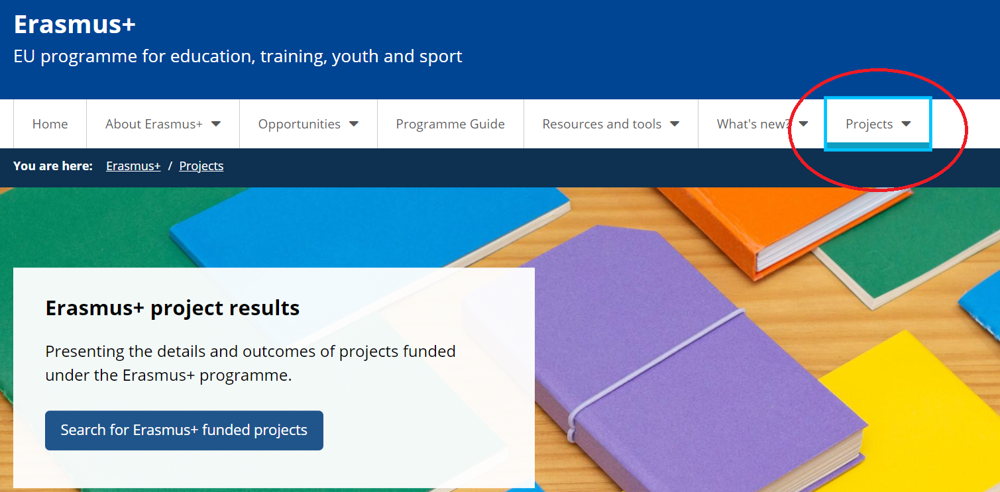 Erasmus+
EU programme for education, training, youth and sport
Home About Erasmus+ Opportunities Programme Guide Resources and tools What's new? Projects
You are here: Erasmus+ / Projects
Erasmus+ project results
Presenting the details and outcomes of projects funded
under the Erasmus+ programme.
Search for Erasmus+ funded projects